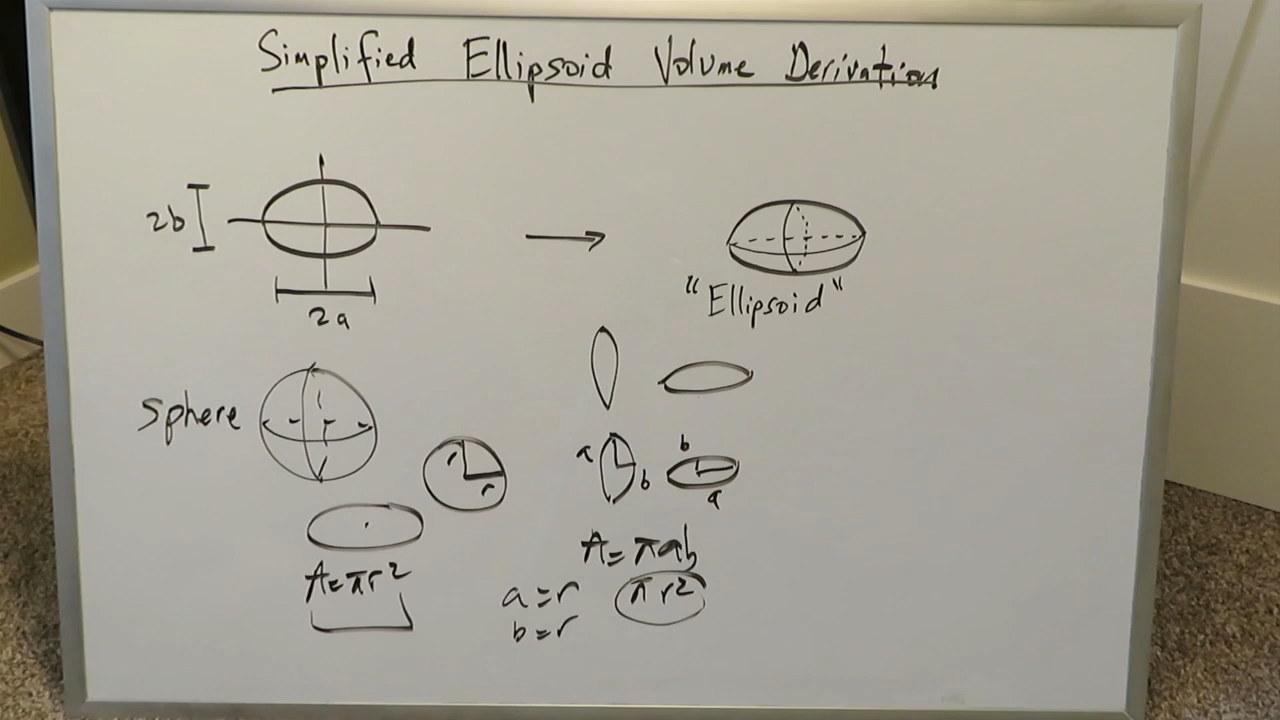 Simplified Ellipsoid Volume Derivation
2b
2a
"Ellipsoid"
Sphere
r
r
a
b
b
a
A=πr²
A=πab
a=r
πr²
b=r